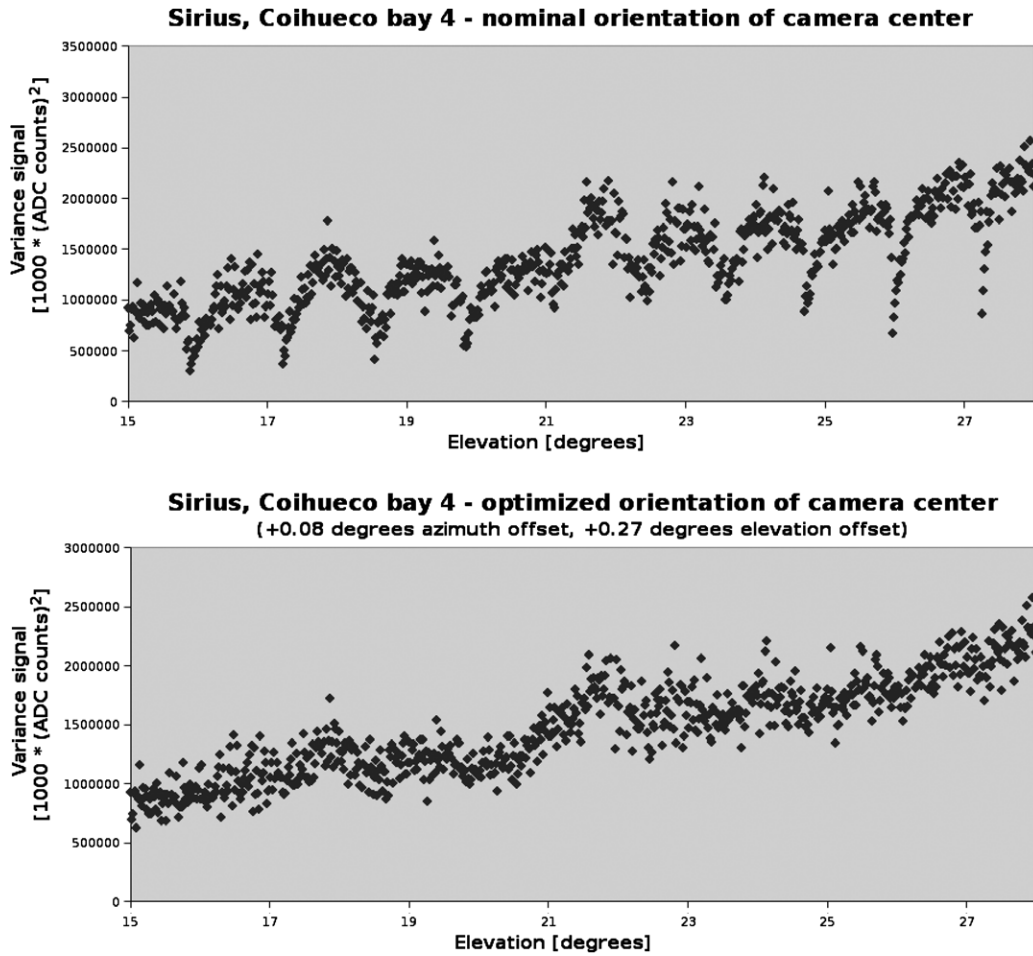 Sirius, Coihueco bay 4 - nominal orientation of camera center
Variance signal
[1000 * (ADC counts)²]
3500000
3000000
2500000
2000000
1500000
1000000
500000
0
15 17 19 21 23 25 27
Elevation [degrees]
Sirius, Coihueco bay 4 - optimized orientation of camera center
(+0.08 degrees azimuth offset, +0.27 degrees elevation offset)
Variance signal
[1000 * (ADC counts)²]
3000000
2500000
2000000
1500000
1000000
500000
0
15 17 19 21 23 25 27
Elevation [degrees]